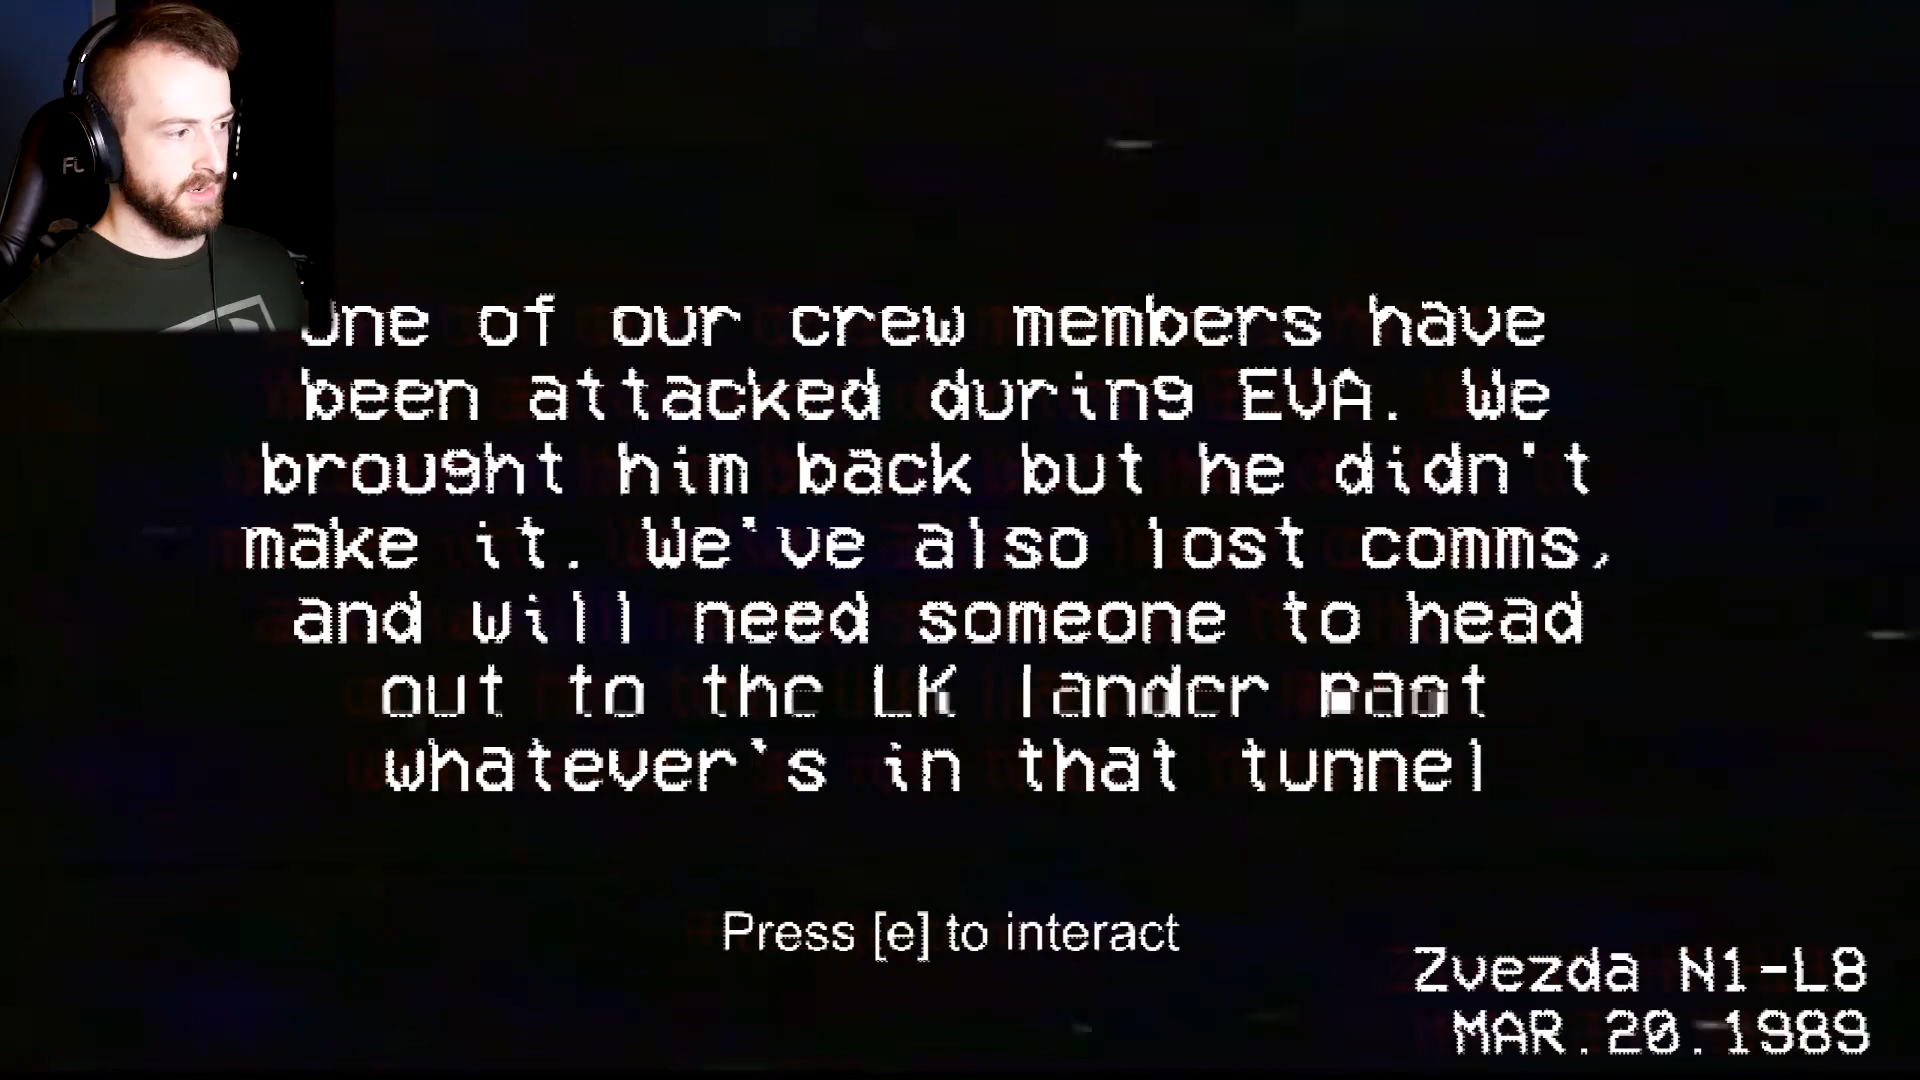 One of our crew members have
been attacked during EVA. We
brought him back but he didn't
make it. We've also lost comms,
and will need someone to head
out to the LK lander past
whatever's in that tunnel
Press [e] to interact
Zvezda N1-L8
MAR.20.1989